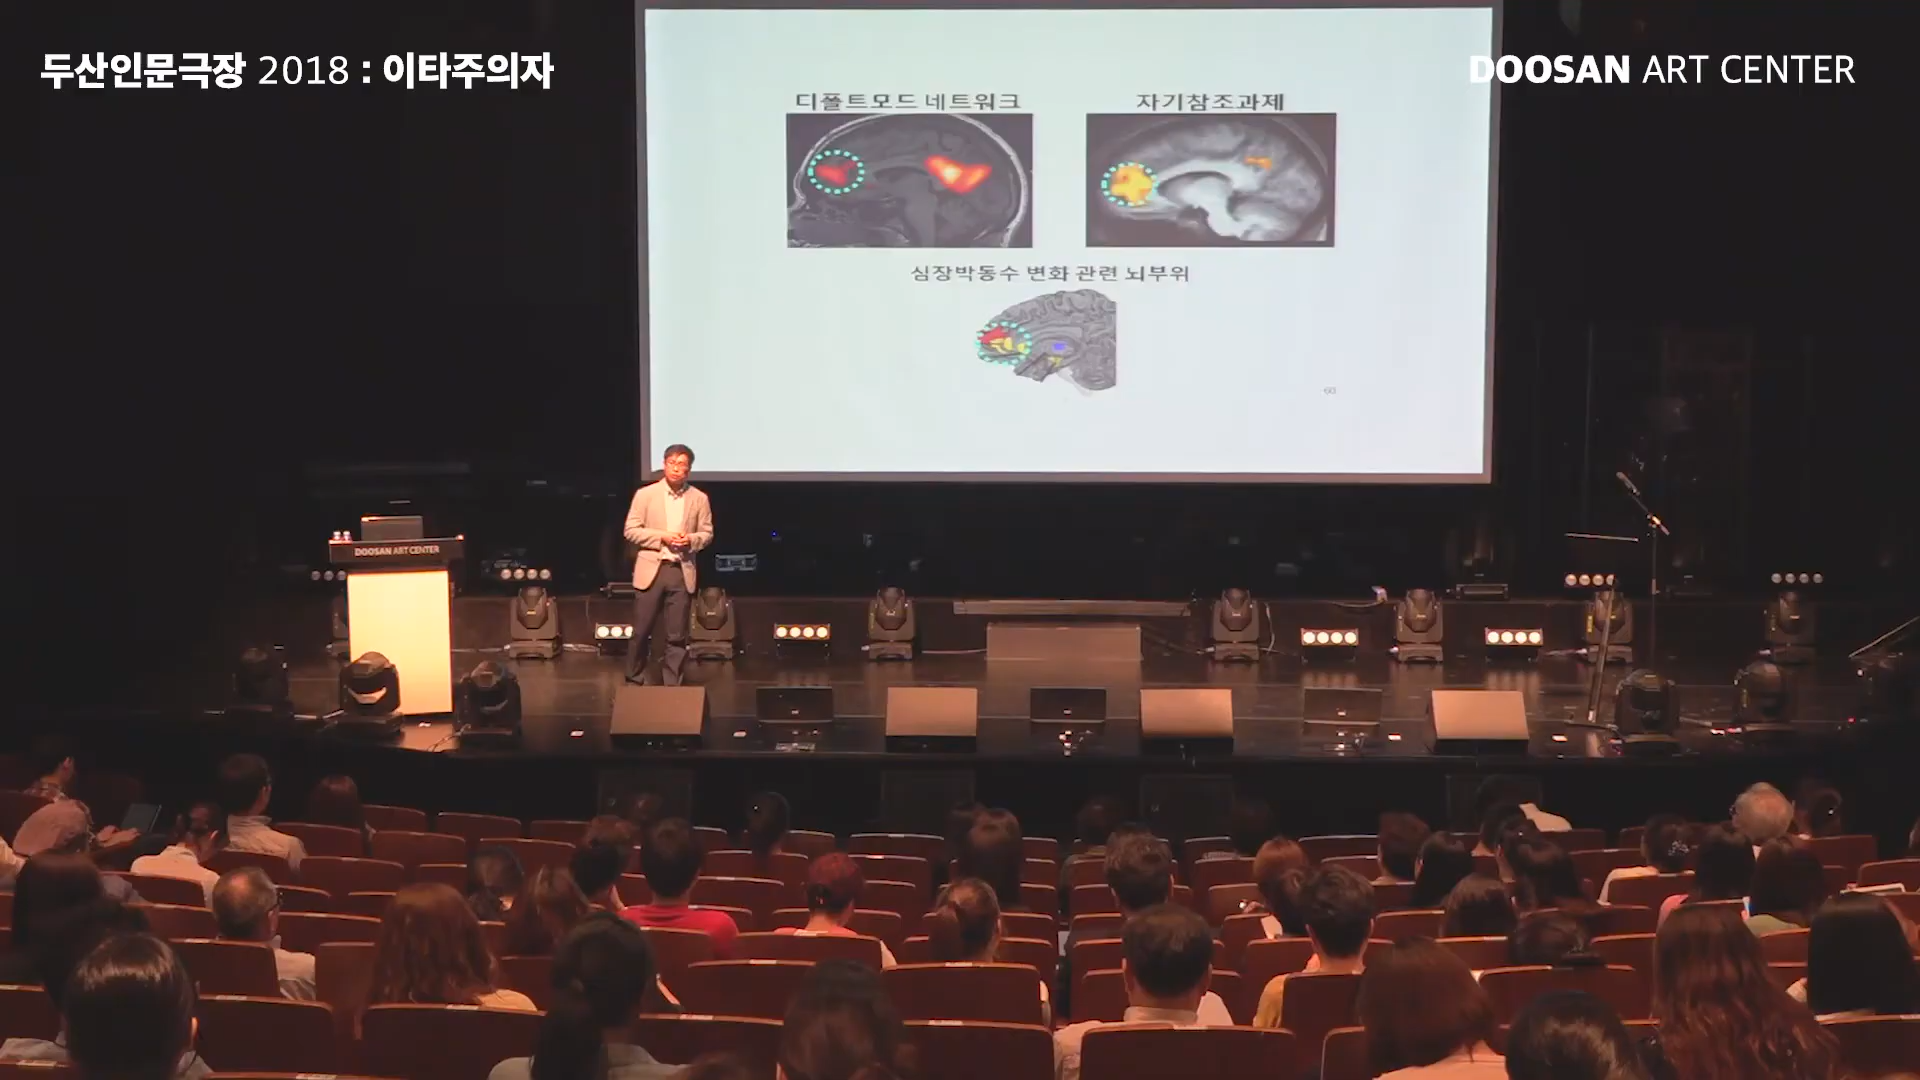 두산인문극장 2018 : 이타주의자
DOOSAN ART CENTER
디폴트모드 네트워크
자기참조과제
심장박동수 변화 관련 뇌부위
60
DOOSAN ART CENTER